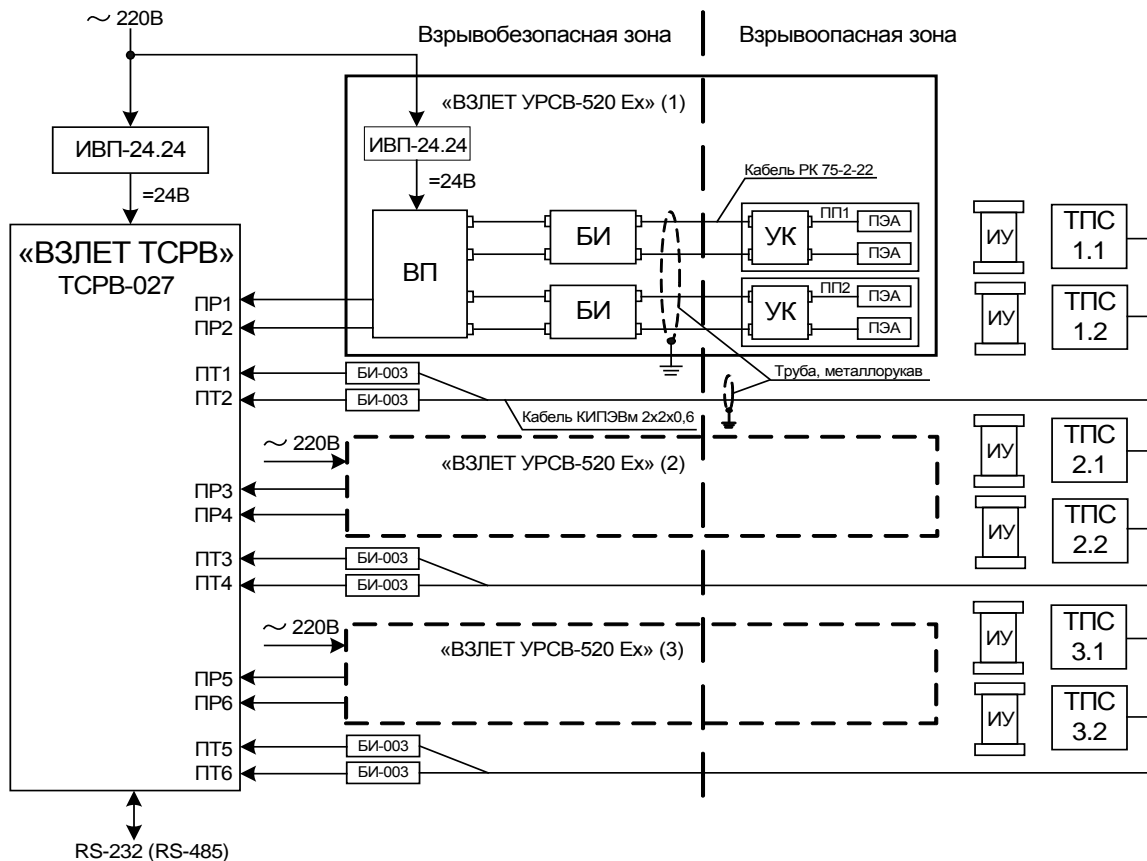 ~ 220В
Взрывобезопасная зона
Взрывоопасная зона
«ВЗЛЕТ УРСВ-520 Ех» (1)
ИВП-24.24
=24В
ИВП-24.24
=24В
Кабель РК 75-2-22
«ВЗЛЕТ ТСРВ»
ТСРВ-027
ВП
БИ
БИ
УК
ПП1
ПЭА
ПЭА
УК
ПП2
ПЭА
ПЭА
ИУ
ТПС
1.1
ИУ
ТПС
1.2
ПР1
ПР2
Труба, металлорукав
ПТ1
БИ-003
ПТ2
БИ-003
Кабель КИПЭВм 2х2х0,6
~ 220В
«ВЗЛЕТ УРСВ-520 Ех» (2)
ПР3
ПР4
ИУ
ТПС
2.1
ИУ
ТПС
2.2
ПТ3
БИ-003
ПТ4
БИ-003
~ 220В
«ВЗЛЕТ УРСВ-520 Ех» (3)
ПР5
ПР6
ИУ
ТПС
3.1
ИУ
ТПС
3.2
ПТ5
БИ-003
ПТ6
БИ-003
RS-232 (RS-485)